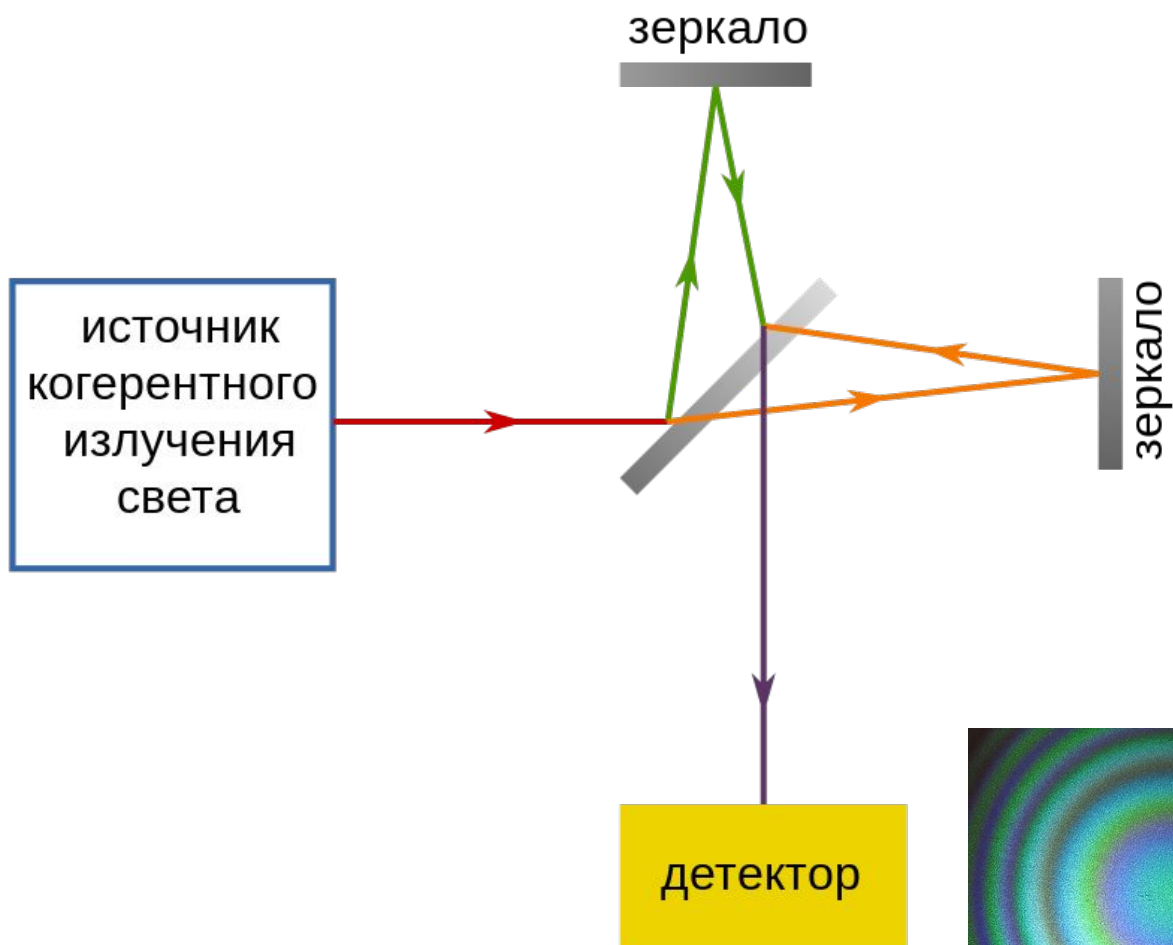 зеркало
источник
когерентного
излучения
света
зеркало
детектор